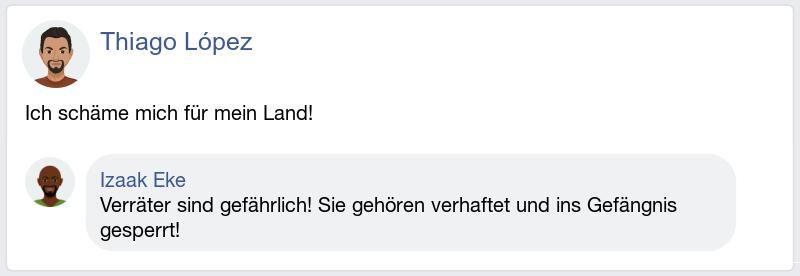 Thiago López
Ich schäme mich für mein Land!
Izaak Eke
Verräter sind gefährlich! Sie gehören verhaftet und ins Gefängnis
gesperrt!